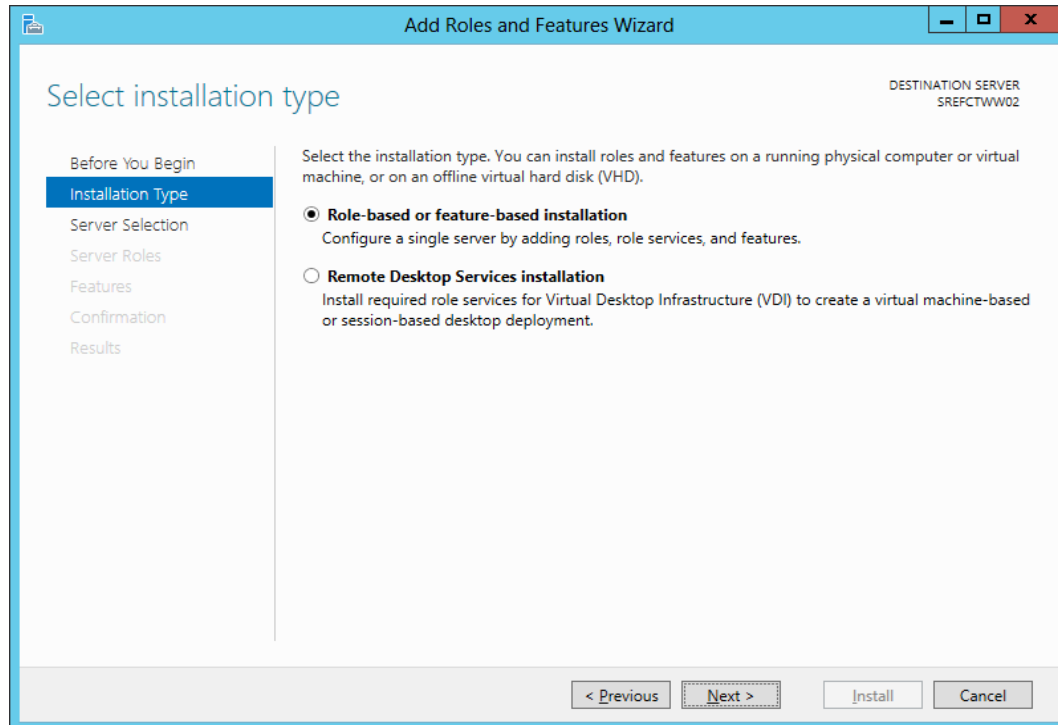 Add Roles and Features Wizard
Select installation type
DESTINATION SERVER
SREFCTWW02
Before You Begin
Installation Type
Server Selection
Server Roles
Features
Confirmation
Results
Select the installation type. You can install roles and features on a running physical computer or virtual
machine, or on an offline virtual hard disk (VHD).
Role-based or feature-based installation
Configure a single server by adding roles, role services, and features.
Remote Desktop Services installation
Install required role services for Virtual Desktop Infrastructure (VDI) to create a virtual machine-based
or session-based desktop deployment.
< Previous
Next >
Install
Cancel